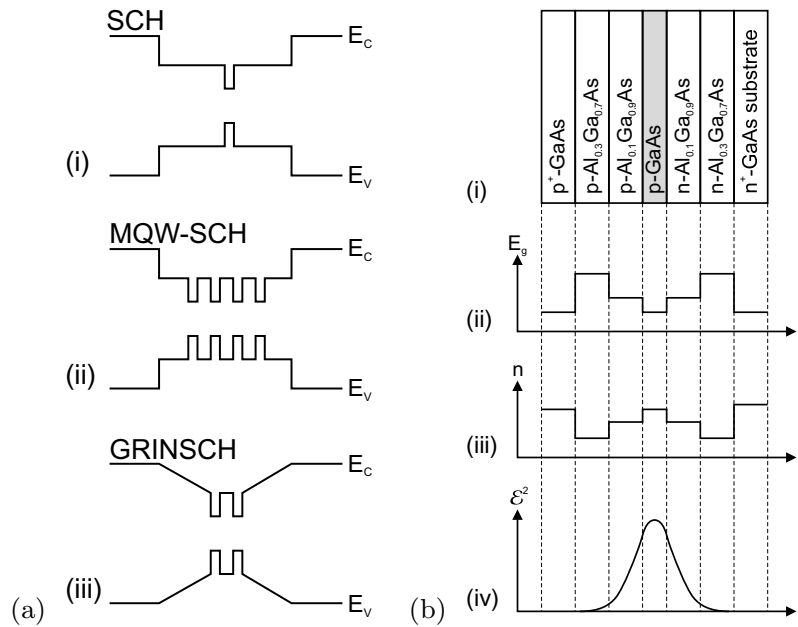 SCH
E_C
(i)
E_V
MQW-SCH
E_C
(ii)
E_V
GRINSCH
E_C
(iii)
E_V
(a)
p⁺-GaAs
p-Al₀.₃Ga₀.₇As
p-Al₀.₁Ga₀.₉As
p-GaAs
n-Al₀.₁Ga₀.₉As
n-Al₀.₃Ga₀.₇As
n⁺-GaAs substrate
(i)
E_g
(ii)
n
(iii)
ℰ²
(iv)
(b)